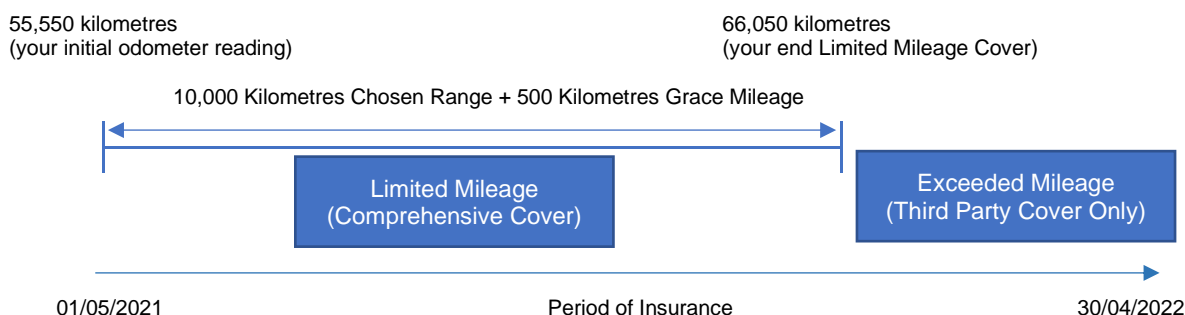 55,550 kilometres
(your initial odometer reading)
66,050 kilometres
(your end Limited Mileage Cover)
10,000 Kilometres Chosen Range + 500 Kilometres Grace Mileage
Limited Mileage
(Comprehensive Cover)
Exceeded Mileage
(Third Party Cover Only)
01/05/2021
Period of Insurance
30/04/2022